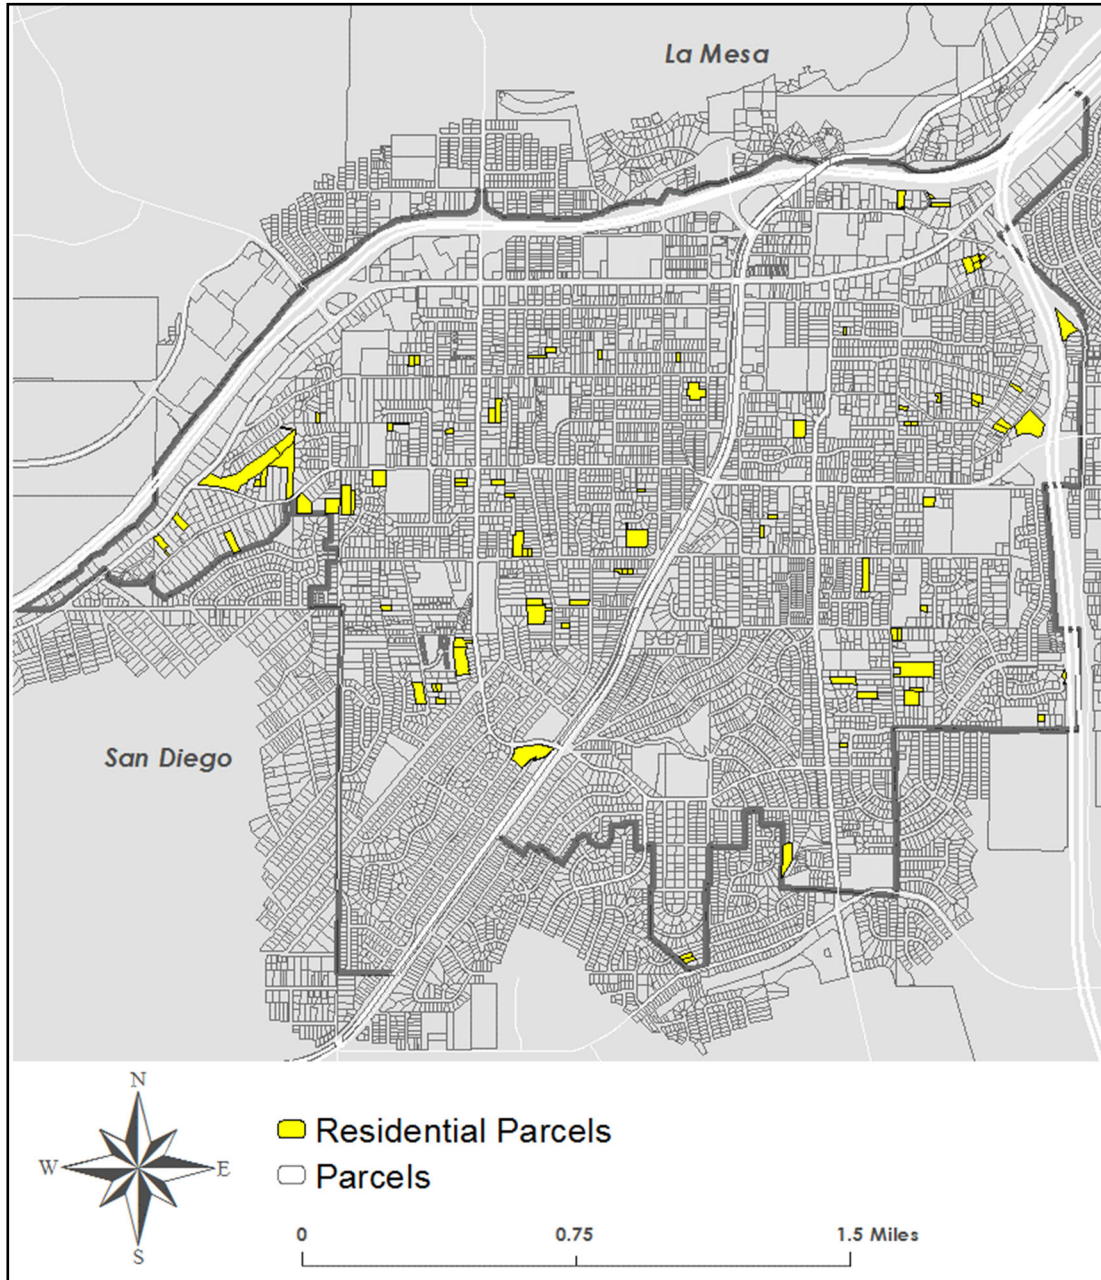 La Mesa
San Diego
N
W
E
S
Residential Parcels
Parcels
0
0.75
1.5 Miles